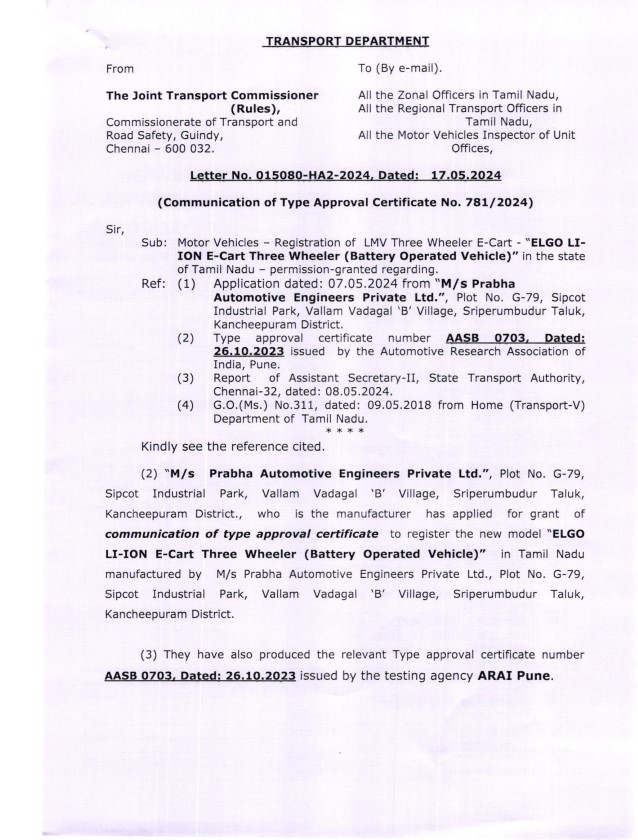 TRANSPORT DEPARTMENT
From
The Joint Transport Commissioner
(Rules),
Commissionerate of Transport and
Road Safety, Guindy,
Chennai – 600 032.
To (By e-mail).
All the Zonal Officers in Tamil Nadu,
All the Regional Transport Officers in
Tamil Nadu,
All the Motor Vehicles Inspector of Unit
Offices,
Letter No. 015080-HA2-2024, Dated: 17.05.2024
(Communication of Type Approval Certificate No. 781/2024)
Sir,
Sub: Motor Vehicles – Registration of LMV Three Wheeler E-Cart - "ELGO LI-
ION E-Cart Three Wheeler (Battery Operated Vehicle)" in the state
of Tamil Nadu – permission-granted regarding.
Ref: (1) Application dated: 07.05.2024 from "M/s Prabha
Automotive Engineers Private Ltd.", Plot No. G-79, Sipcot
Industrial Park, Vallam Vadagal 'B' Village, Sriperumbudur Taluk,
Kancheepuram District.
(2) Type approval certificate number AASB 0703, Dated:
26.10.2023 issued by the Automotive Research Association of
India, Pune.
(3) Report of Assistant Secretary-II, State Transport Authority,
Chennai-32, dated: 08.05.2024.
(4) G.O.(Ms.) No.311, dated: 09.05.2018 from Home (Transport-V)
Department of Tamil Nadu.
* * * *
Kindly see the reference cited.
(2) "M/s Prabha Automotive Engineers Private Ltd.", Plot No. G-79,
Sipcot Industrial Park, Vallam Vadagal 'B' Village, Sriperumbudur Taluk,
Kancheepuram District., who is the manufacturer has applied for grant of
communication of type approval certificate to register the new model "ELGO
LI-ION E-Cart Three Wheeler (Battery Operated Vehicle)" in Tamil Nadu
manufactured by M/s Prabha Automotive Engineers Private Ltd., Plot No. G-79,
Sipcot Industrial Park, Vallam Vadagal 'B' Village, Sriperumbudur Taluk,
Kancheepuram District.
(3) They have also produced the relevant Type approval certificate number
AASB 0703, Dated: 26.10.2023 issued by the testing agency ARAI Pune.